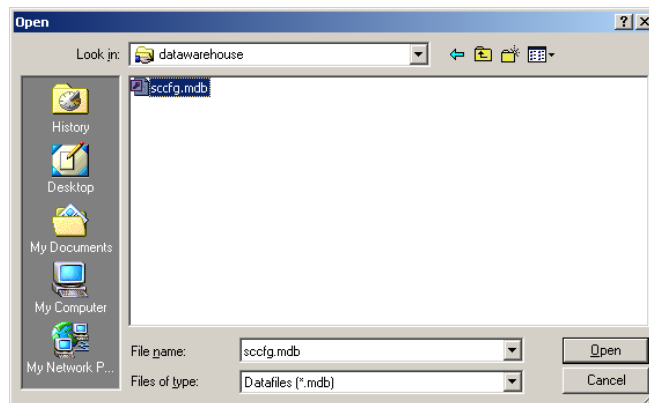 Open
Look in: datawarehouse
sccfg.mdb
History
Desktop
My Documents
My Computer
My Network P...
File name: sccfg.mdb Open
Files of type: Datafiles (*.mdb) Cancel